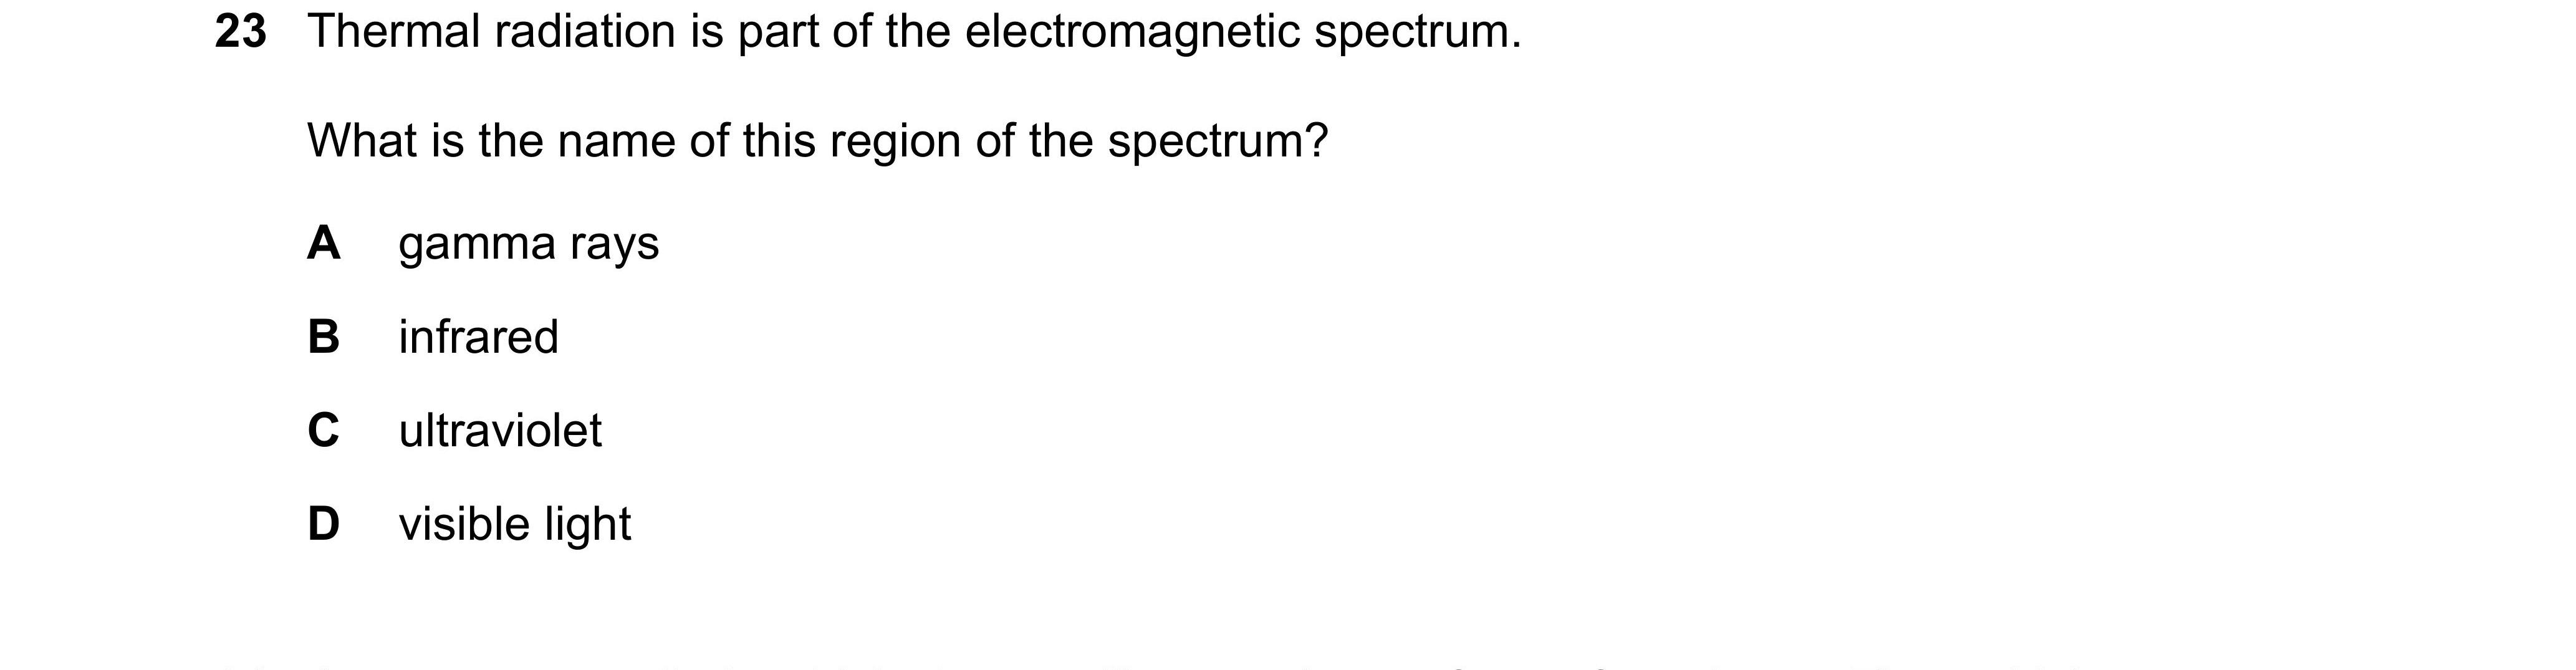 23 Thermal radiation is part of the electromagnetic spectrum.
What is the name of this region of the spectrum?
A gamma rays
B infrared
C ultraviolet
D visible light